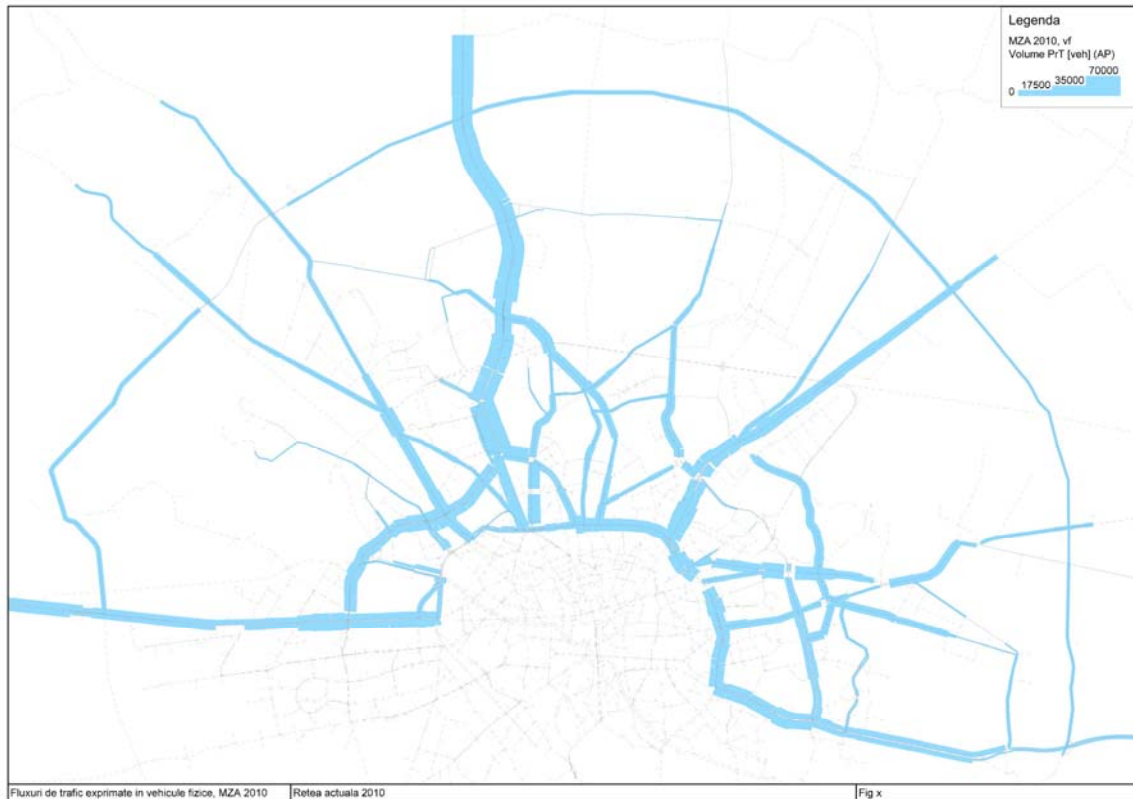 Legenda
MZA 2010, vf
Volume PrT [veh] (AP)
0 17500 35000 70000
Fluxuri de trafic exprimate in vehicule fizice, MZA 2010
Retea actuala 2010
Fig x